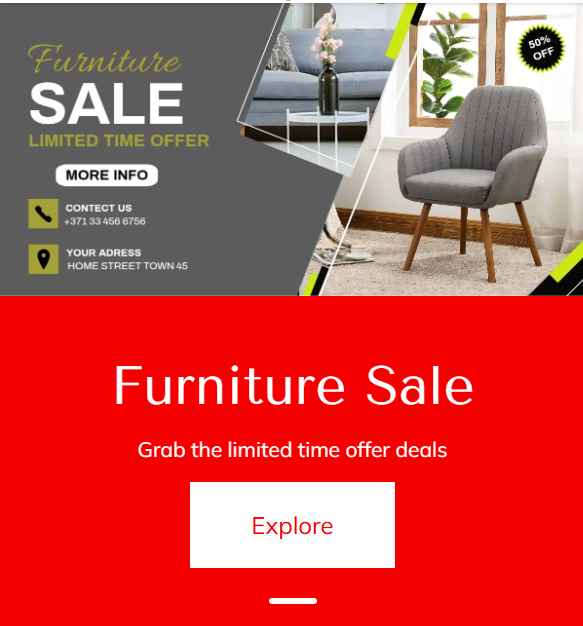 Furniture
SALE
LIMITED TIME OFFER
MORE INFO
CONTACT US
+371 33 456 6756
YOUR ADRESS
HOME STREET TOWN 45
50%
OFF
Furniture Sale
Grab the limited time offer deals
Explore